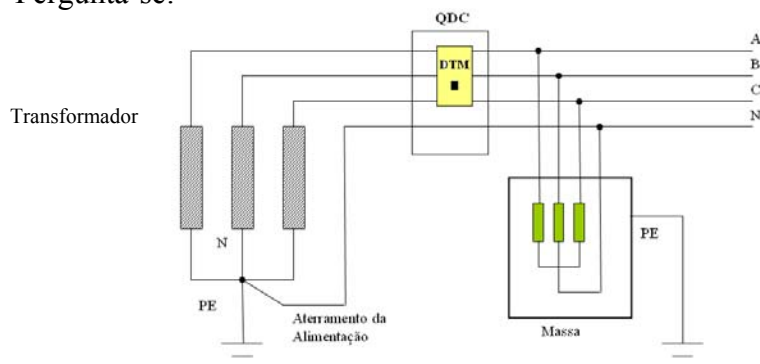 Pergunta-se:
QDC
DTM
A
B
C
N
Transformador
N
PE
PE
Aterramento da
Alimentação
Massa